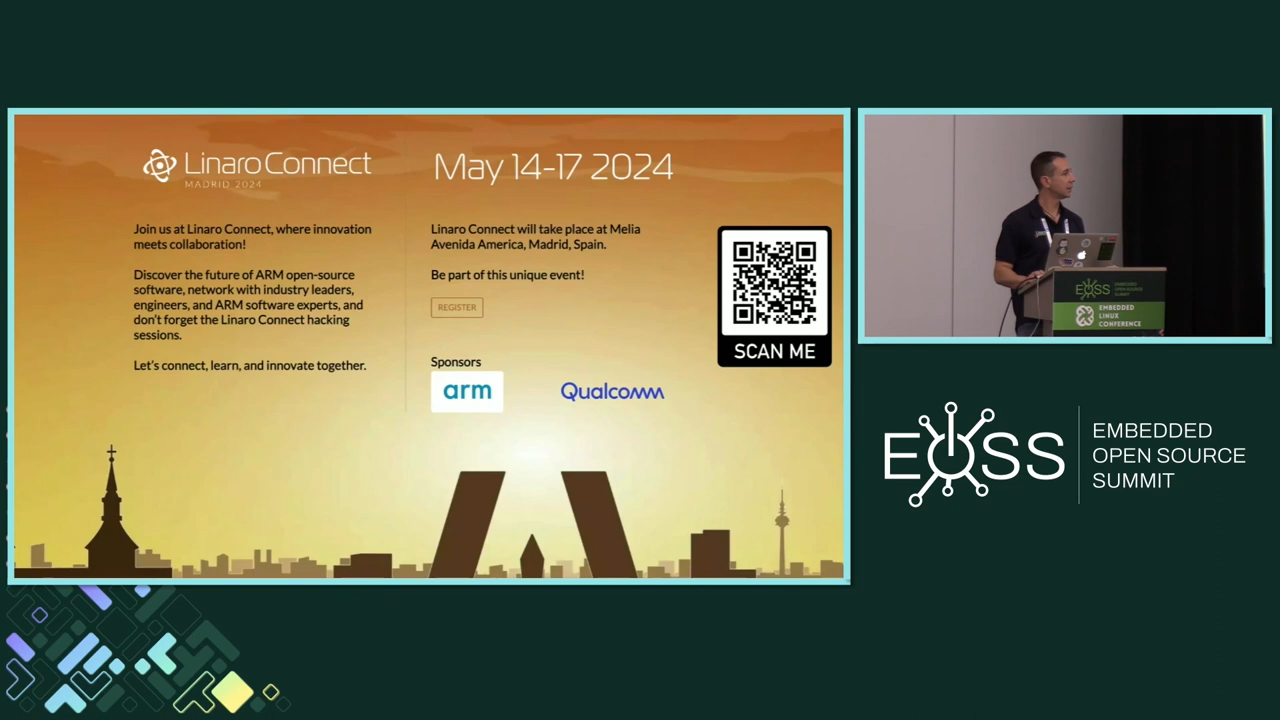 Linaro Connect
MADRID 2024
May 14-17 2024
Join us at Linaro Connect, where innovation
meets collaboration!
Discover the future of ARM open-source
software, network with industry leaders,
engineers, and ARM software experts, and
don't forget the Linaro Connect hacking
sessions.
Let's connect, learn, and innovate together.
Linaro Connect will take place at Melia
Avenida America, Madrid, Spain.
Be part of this unique event!
REGISTER
Sponsors
arm
Qualcomm
SCAN ME
EOSS
EMBEDDED
OPEN SOURCE
SUMMIT
EMBEDDED
LINUX
CONFERENCE
EOSS
EMBEDDED
OPEN SOURCE
SUMMIT